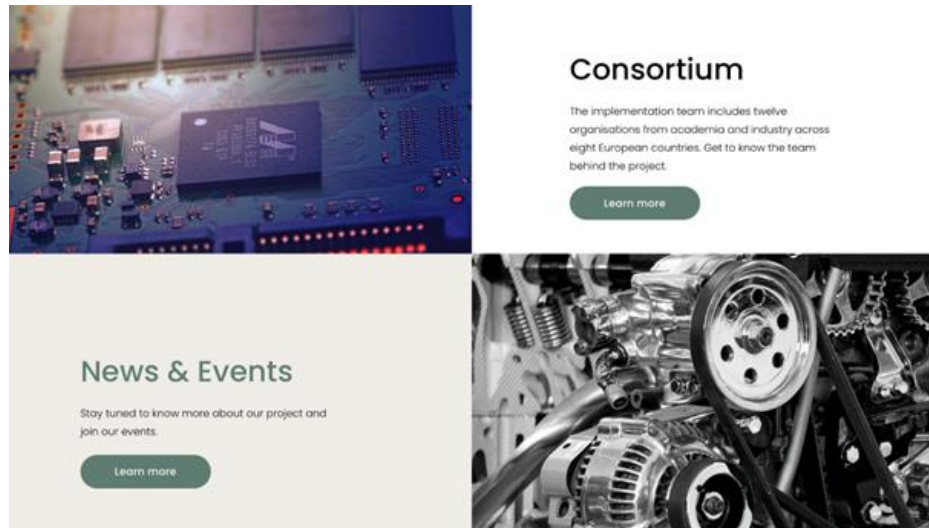 Consortium
The implementation team includes twelve
organisations from academia and industry across
eight European countries. Get to know the team
behind the project.
Learn more
News & Events
Stay tuned to know more about our project and
join our events.
Learn more